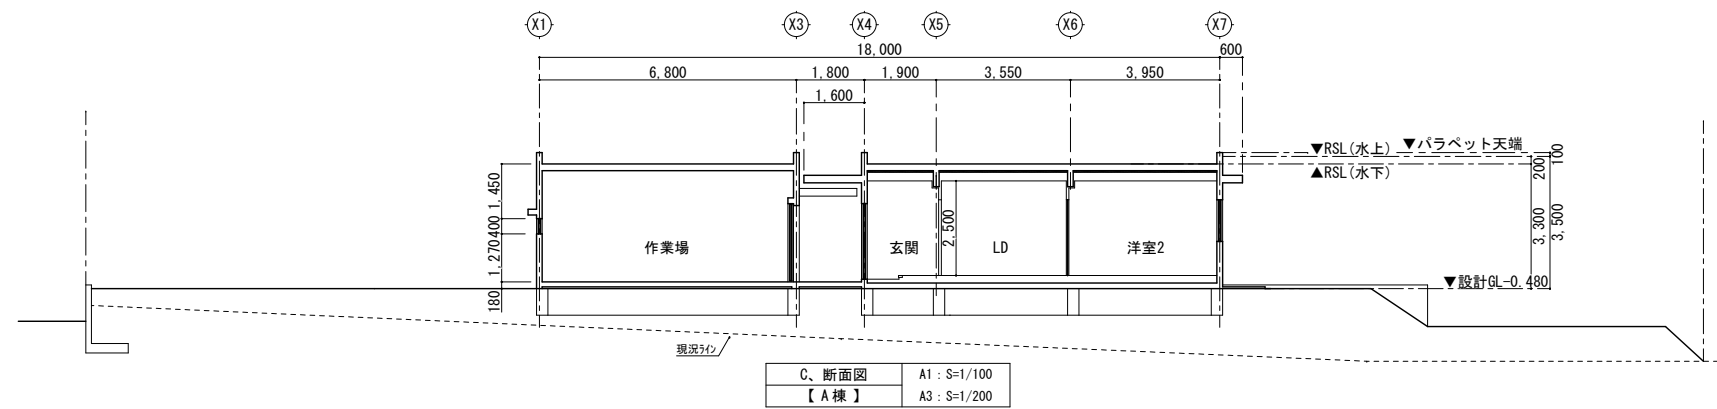 X1 X3 X4 X5 X6 X7
18,000 600
6,800 1,800 1,900 3,550 3,950
1,600
▼RSL(水上) ▼パラペット天端
▲RSL(水下)
100
200
1,450
400
1,270
180
作業場
玄関
2,500
LD
洋室2
3,300
3,500
▼設計GL-0.480
現況ライン
C、断面図 A1 : S=1/100
【 A棟 】 A3 : S=1/200